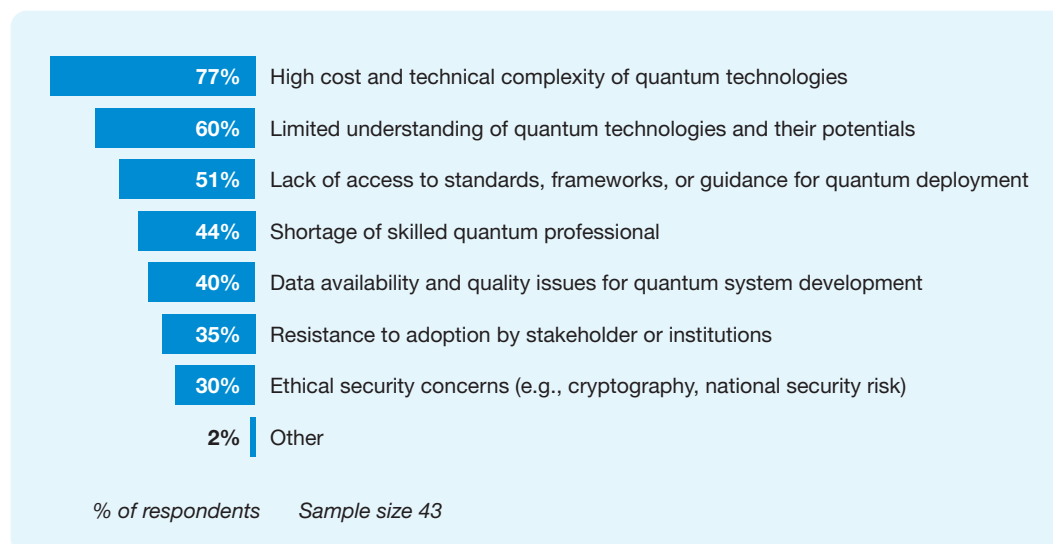 77% High cost and technical complexity of quantum technologies
60% Limited understanding of quantum technologies and their potentials
51% Lack of access to standards, frameworks, or guidance for quantum deployment
44% Shortage of skilled quantum professional
40% Data availability and quality issues for quantum system development
35% Resistance to adoption by stakeholder or institutions
30% Ethical security concerns (e.g., cryptography, national security risk)
2% Other
% of respondents Sample size 43